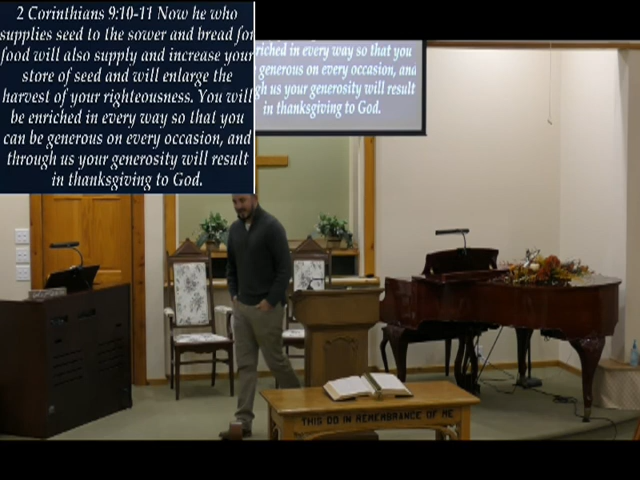 2 Corinthians 9:10-11 Now he who
supplies seed to the sower and bread for
food will also supply and increase your
store of seed and will enlarge the
harvest of your righteousness. You will
be enriched in every way so that you
can be generous on every occasion, and
through us your generosity will result
in thanksgiving to God.
riched in every way so that you
generous on every occasion, and
gh us your generosity will result
in thanksgiving to God.
THIS DO IN REMEMBRANCE OF ME